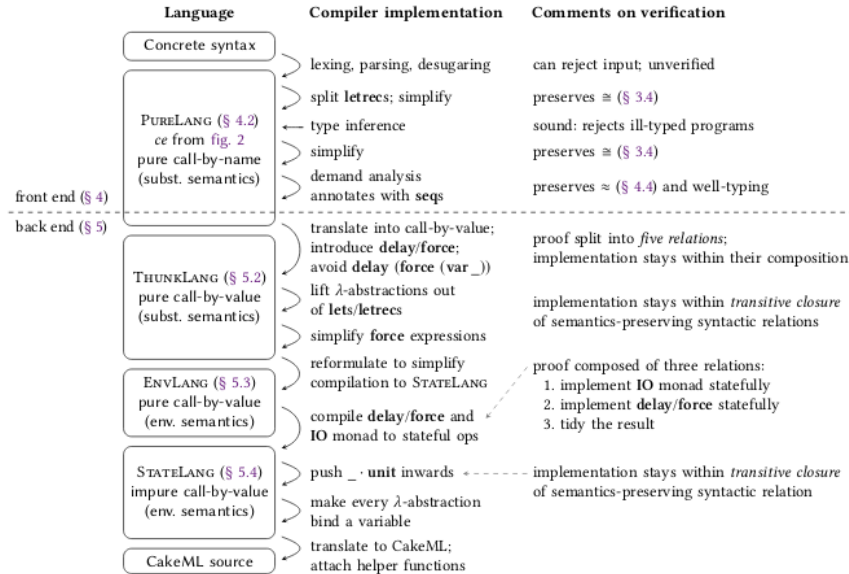 Language
Compiler implementation
Comments on verification
Concrete syntax
lexing, parsing, desugaring
can reject input; unverified
split letrecs; simplify
preserves ≅ (§ 3.4)
PureLang (§ 4.2)
ce from fig. 2
pure call-by-name
(subst. semantics)
type inference
sound: rejects ill-typed programs
simplify
preserves ≅ (§ 3.4)
demand analysis
annotates with seqs
preserves ≈ (§ 4.4) and well-typing
front end (§ 4)
back end (§ 5)
translate into call-by-value;
introduce delay/force;
avoid delay (force (var _))
proof split into five relations;
implementation stays within their composition
ThunkLang (§ 5.2)
pure call-by-value
(subst. semantics)
lift λ-abstractions out
of lets/letrecs
implementation stays within transitive closure
of semantics-preserving syntactic relations
simplify force expressions
EnvLang (§ 5.3)
pure call-by-value
(env. semantics)
reformulate to simplify
compilation to StateLang
proof composed of three relations:
1. implement IO monad statefully
2. implement delay/force statefully
3. tidy the result
compile delay/force and
IO monad to stateful ops
StateLang (§ 5.4)
impure call-by-value
(env. semantics)
push _ · unit inwards
implementation stays within transitive closure
of semantics-preserving syntactic relation
make every λ-abstraction
bind a variable
translate to CakeML;
attach helper functions
CakeML source